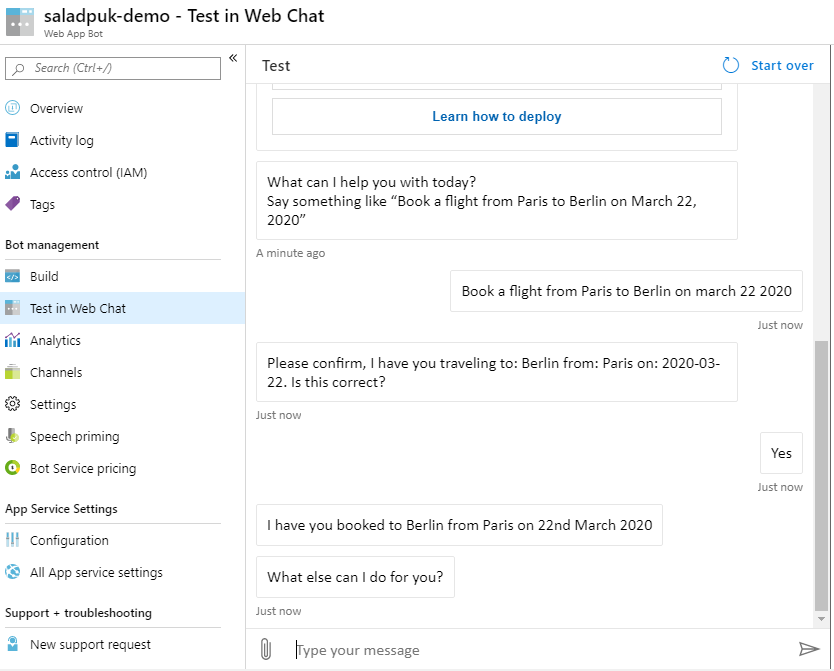 saladpuk-demo - Test in Web Chat
Web App Bot
Search (Ctrl+/)
«
Overview
Activity log
Access control (IAM)
Tags
Bot management
Build
Test in Web Chat
Analytics
Channels
Settings
Speech priming
Bot Service pricing
App Service Settings
Configuration
All App service settings
Support + troubleshooting
New support request
Test
Start over
Learn how to deploy
What can I help you with today?
Say something like “Book a flight from Paris to Berlin on March 22,
2020”
A minute ago
Book a flight from Paris to Berlin on march 22 2020
Just now
Please confirm, I have you traveling to: Berlin from: Paris on: 2020-03-
22. Is this correct?
Just now
Yes
Just now
I have you booked to Berlin from Paris on 22nd March 2020
What else can I do for you?
Just now
Type your message